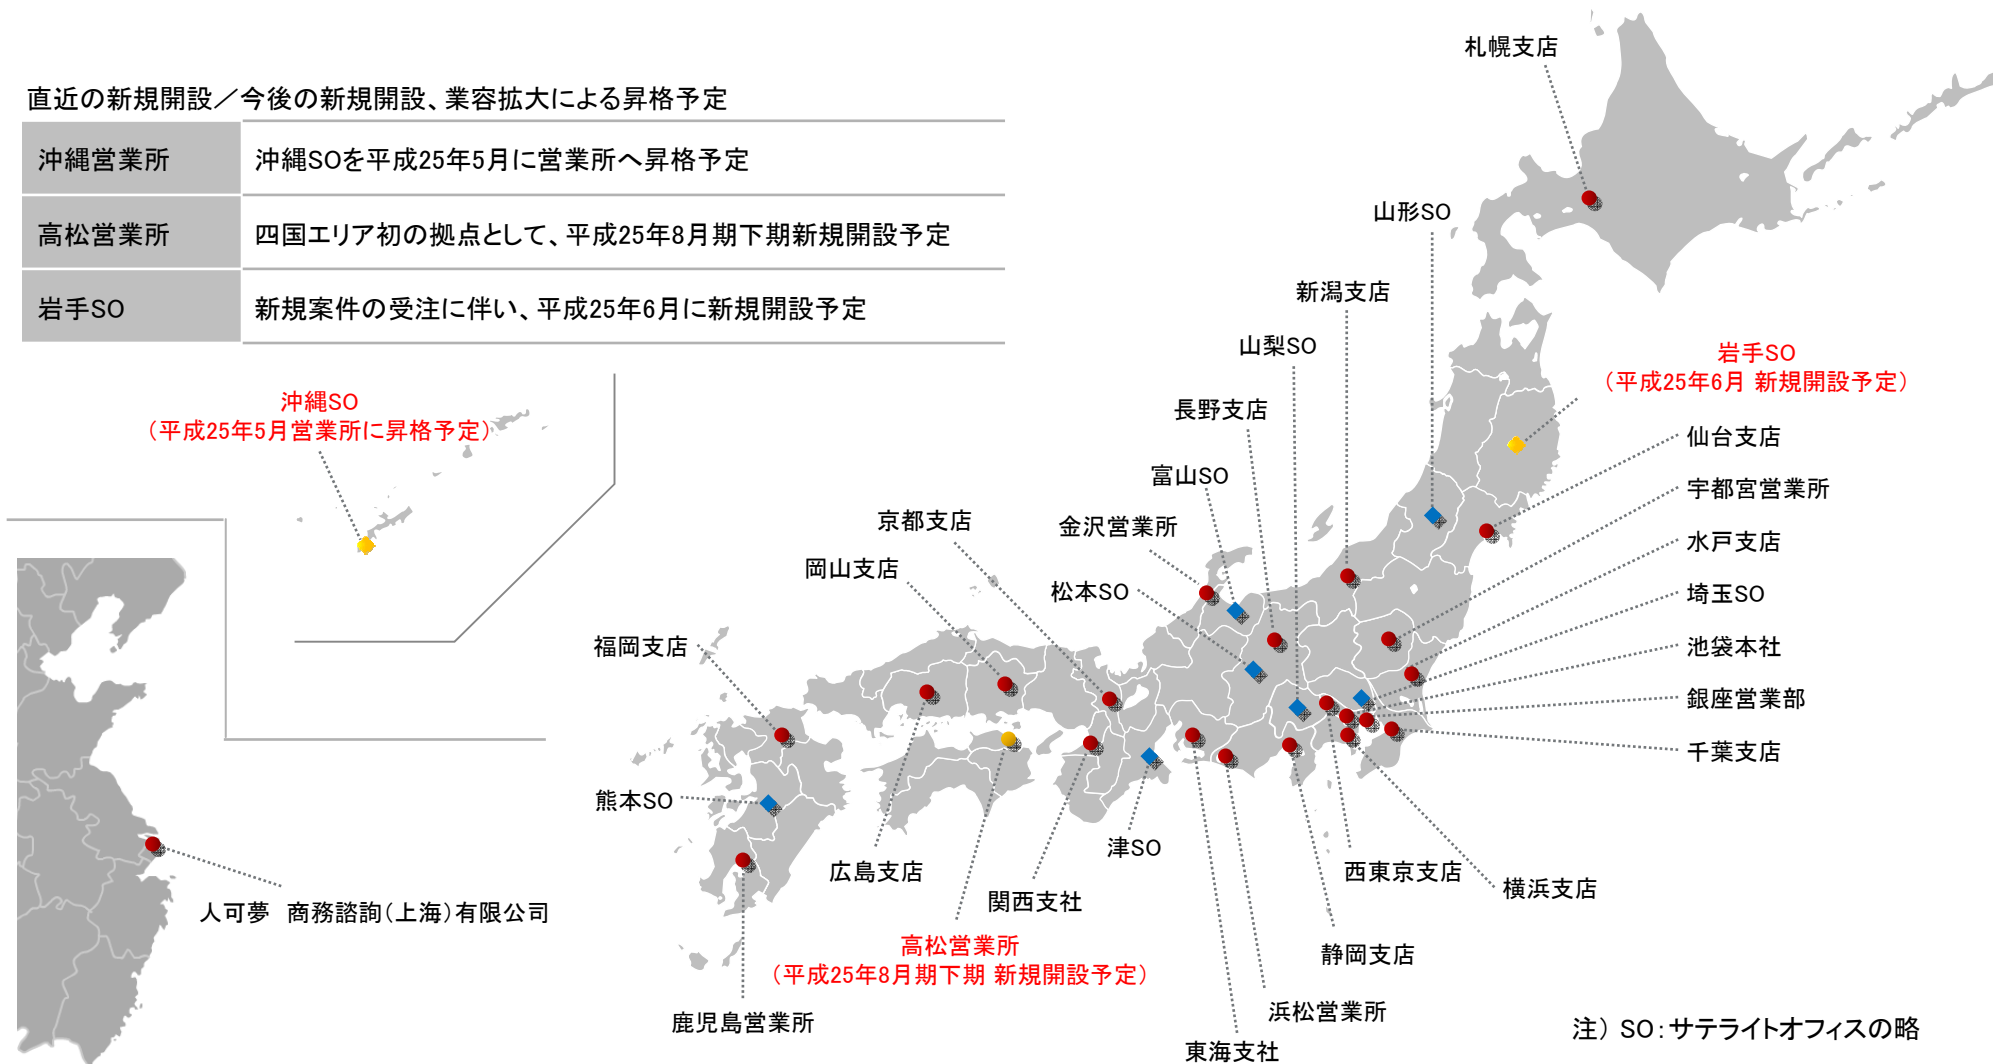 直近の新規開設／今後の新規開設、業容拡大による昇格予定
沖縄営業所 沖縄SOを平成25年5月に営業所へ昇格予定
高松営業所 四国エリア初の拠点として、平成25年8月期下期新規開設予定
岩手SO 新規案件の受注に伴い、平成25年6月に新規開設予定
札幌支店
山形SO
新潟支店
山梨SO
岩手SO
（平成25年6月 新規開設予定）
沖縄SO
（平成25年5月営業所に昇格予定）
長野支店
仙台支店
富山SO
宇都宮営業所
京都支店
金沢営業所
水戸支店
岡山支店
松本SO
埼玉SO
福岡支店
池袋本社
銀座営業部
千葉支店
熊本SO
津SO
広島支店
西東京支店
横浜支店
関西支社
人可夢　商務諮詢（上海）有限公司
高松営業所
（平成25年8月期下期 新規開設予定）
静岡支店
浜松営業所
鹿児島営業所
東海支社
注） SO：サテライトオフィスの略